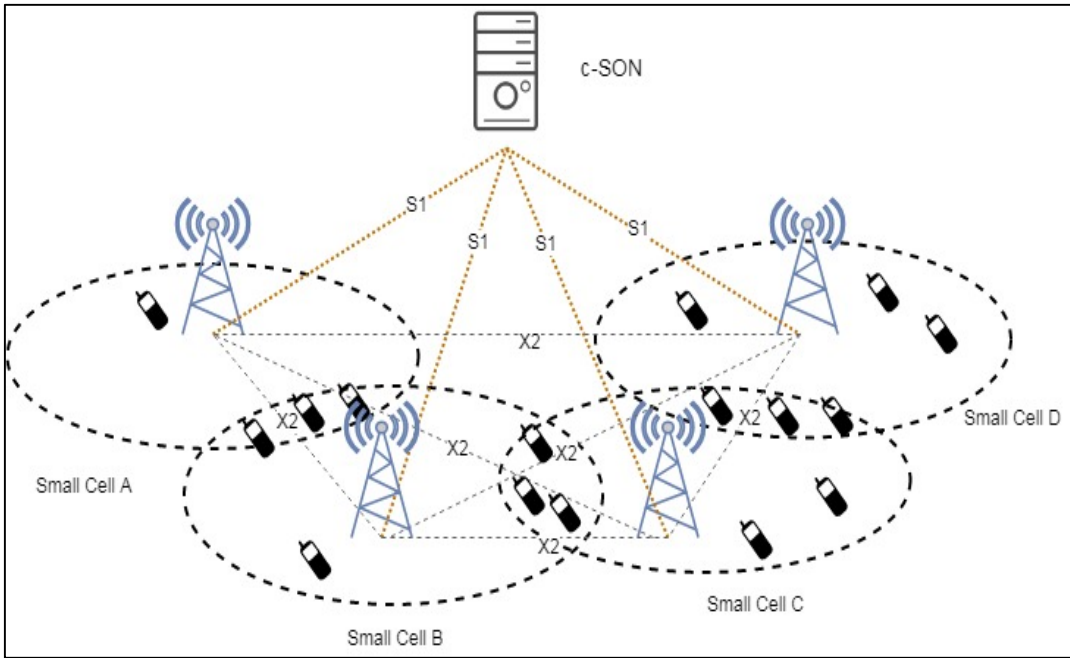 c-SON
S1
S1
S1
S1
X2
X2
X2
X2
X2
X2
Small Cell A
Small Cell B
Small Cell C
Small Cell D